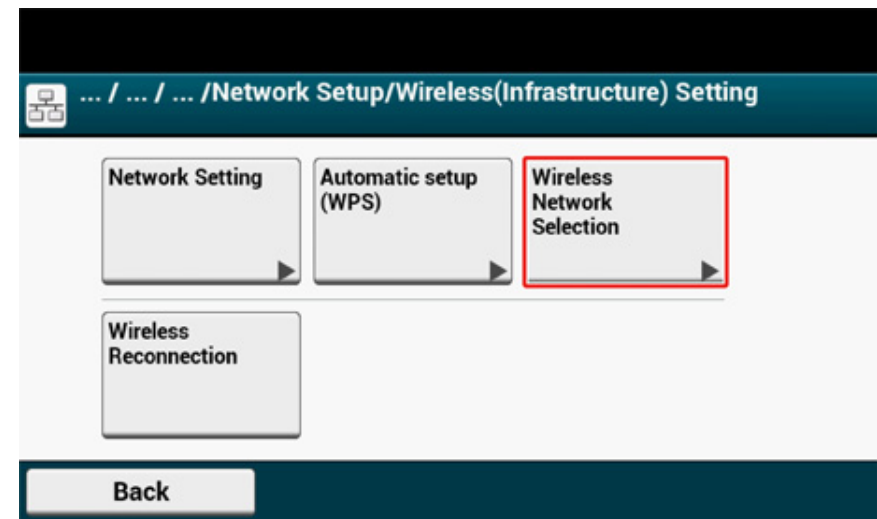 ... / ... / ... /Network Setup/Wireless(Infrastructure) Setting
Network Setting
Automatic setup
(WPS)
Wireless
Network
Selection
Wireless
Reconnection
Back